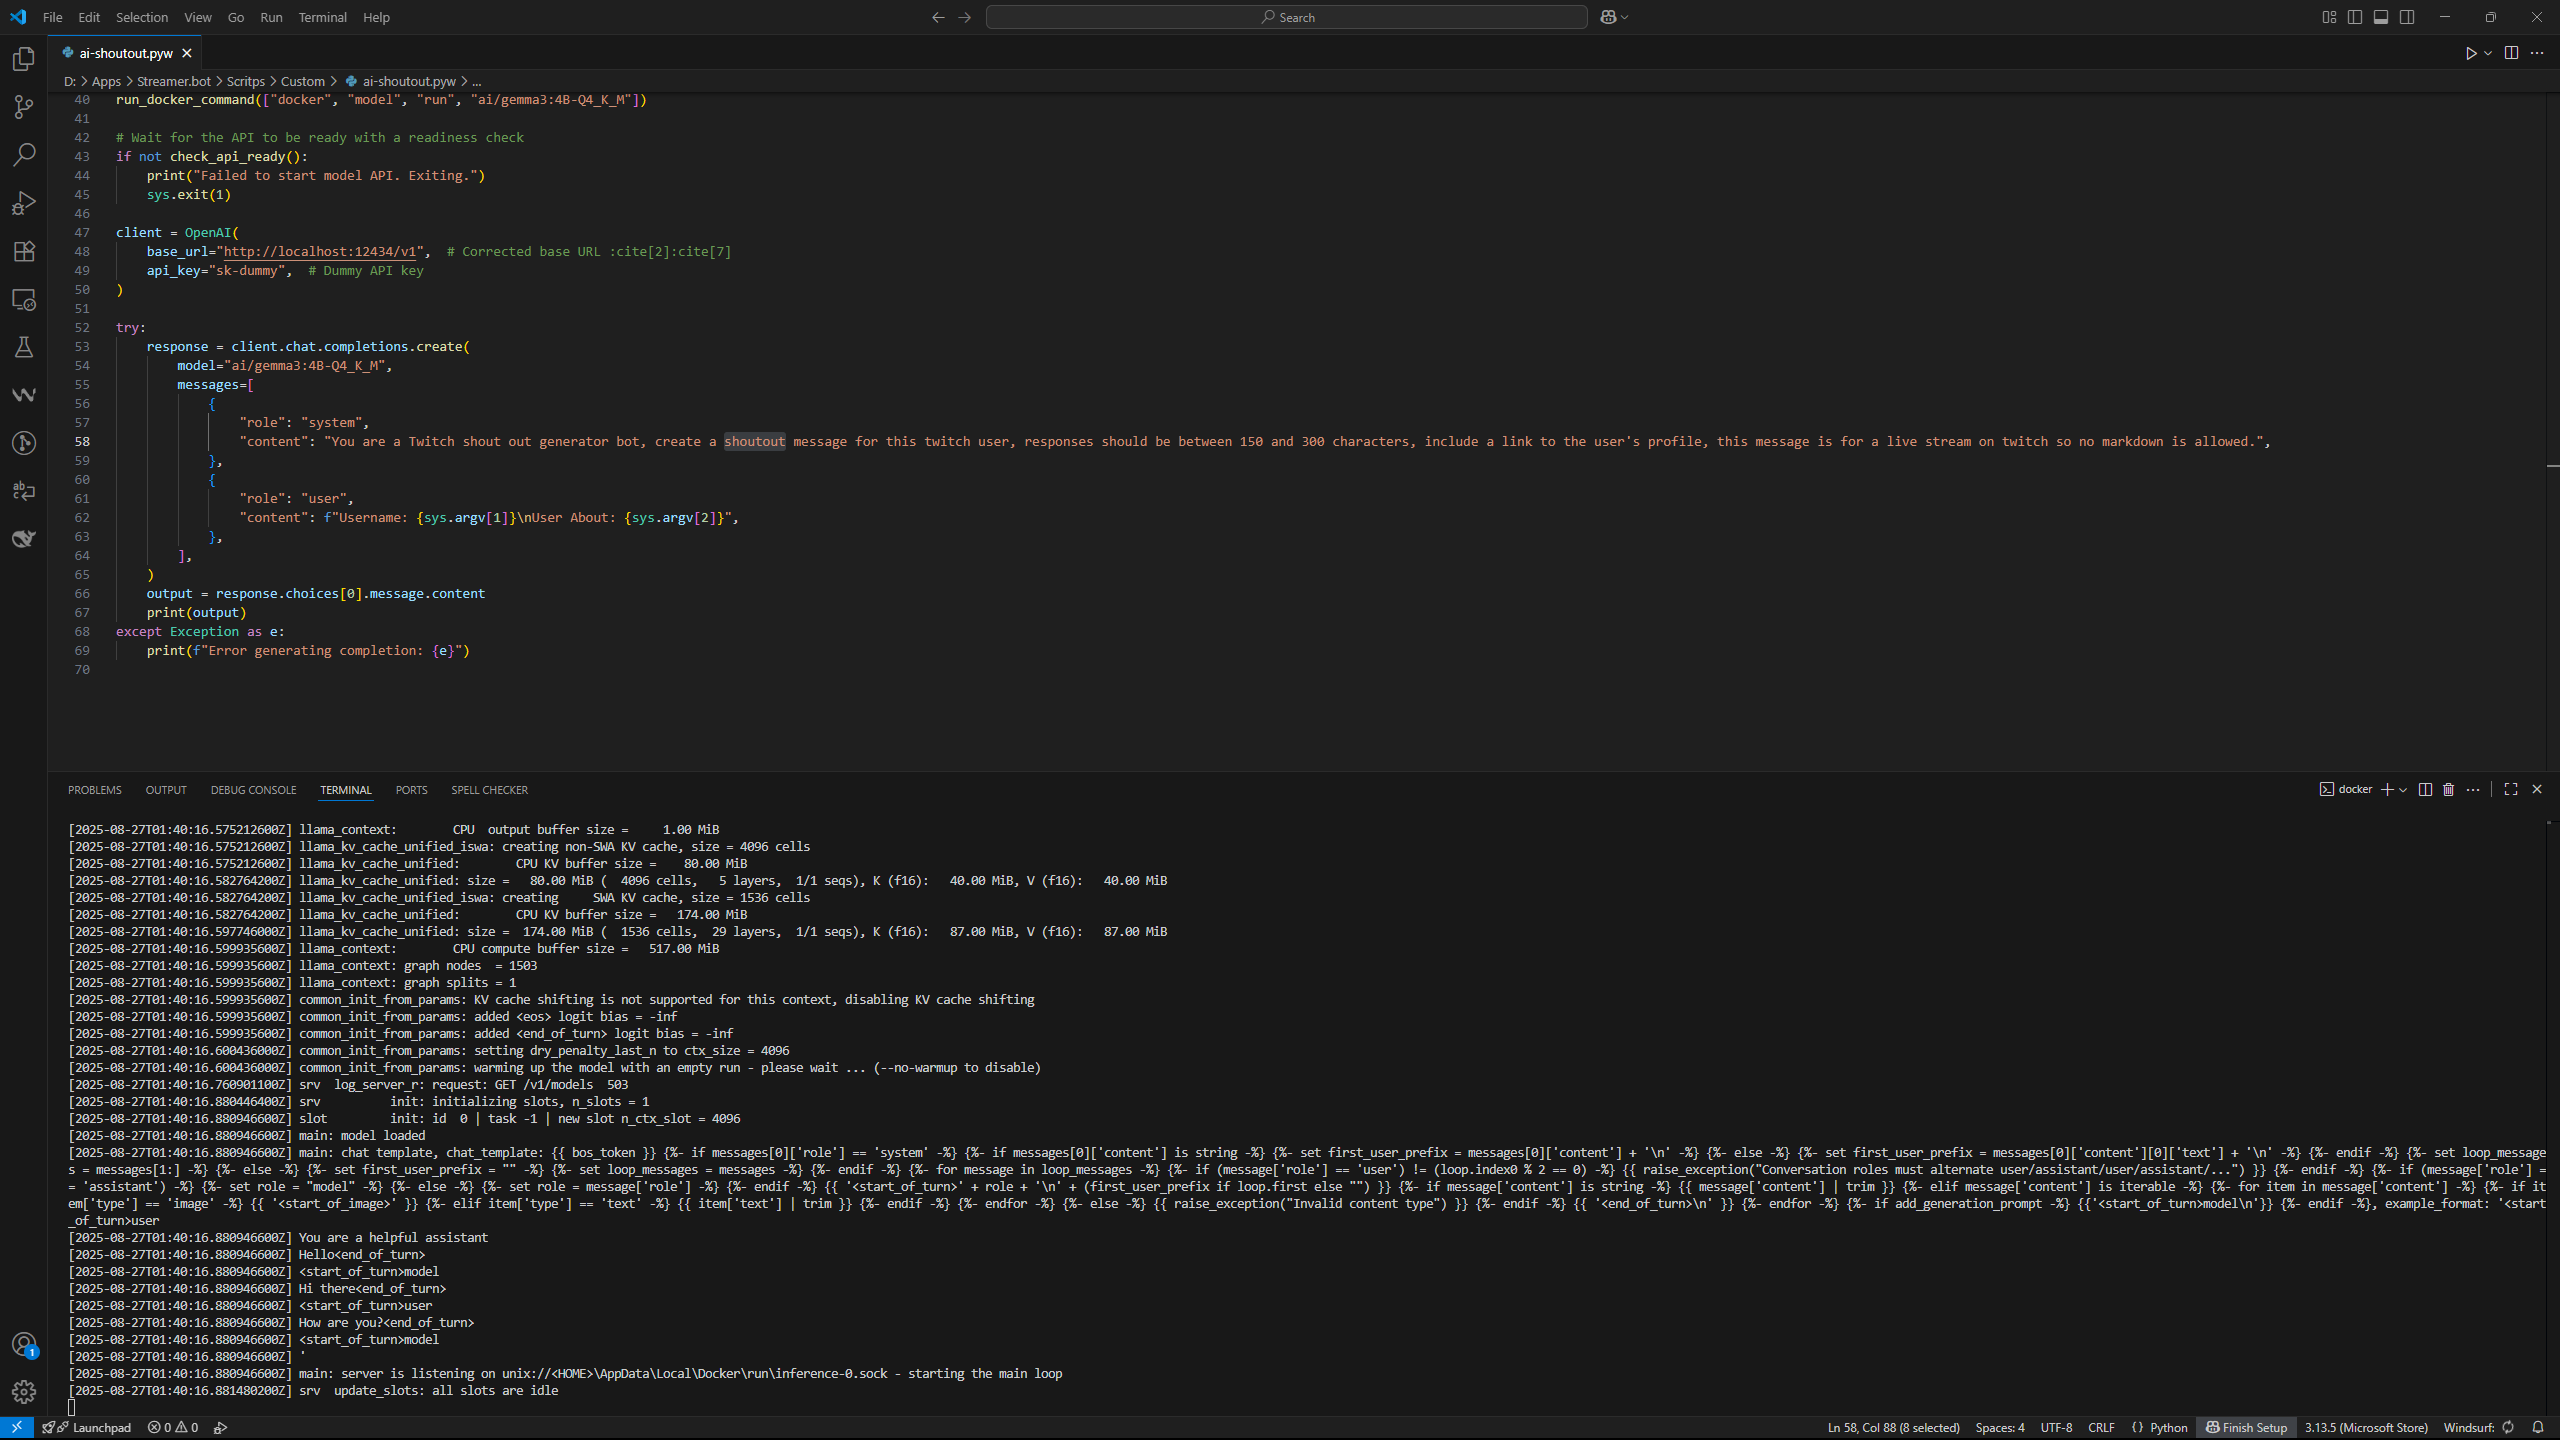 File Edit Selection View Go Run Terminal Help
Search
ai-shoutout.pyw
D: > Apps > Streamer.bot > Scritps > Custom > ai-shoutout.pyw > ...
40 run_docker_command(["docker", "model", "run", "ai/gemma3:4B-Q4_K_M"])
41
42 # Wait for the API to be ready with a readiness check
43 if not check_api_ready():
44 print("Failed to start model API. Exiting.")
45 sys.exit(1)
46
47 client = OpenAI(
48 base_url="http://localhost:12434/v1", # Corrected base URL :cite[2]:cite[7]
49 api_key="sk-dummy", # Dummy API key
50 )
51
52 try:
53 response = client.chat.completions.create(
54 model="ai/gemma3:4B-Q4_K_M",
55 messages=[
56 {
57 "role": "system",
58 "content": "You are a Twitch shout out generator bot, create a shoutout message for this twitch user, responses should be between 150 and 300 characters, include a link to the user's profile, this message is for a live stream on twitch so no markdown is allowed.",
59 },
60 {
61 "role": "user",
62 "content": f"Username: {sys.argv[1]}\nUser About: {sys.argv[2]}",
63 },
64 ],
65 )
66 output = response.choices[0].message.content
67 print(output)
68 except Exception as e:
69 print(f"Error generating completion: {e}")
70
PROBLEMS OUTPUT DEBUG CONSOLE TERMINAL PORTS SPELL CHECKER
docker
[2025-08-27T01:40:16.575212600Z] llama_context: CPU output buffer size = 1.00 MiB
[2025-08-27T01:40:16.575212600Z] llama_kv_cache_unified_iswa: creating non-SWA KV cache, size = 4096 cells
[2025-08-27T01:40:16.575212600Z] llama_kv_cache_unified: CPU KV buffer size = 80.00 MiB
[2025-08-27T01:40:16.582764200Z] llama_kv_cache_unified: size = 80.00 MiB ( 4096 cells, 5 layers, 1/1 seqs), K (f16): 40.00 MiB, V (f16): 40.00 MiB
[2025-08-27T01:40:16.582764200Z] llama_kv_cache_unified_iswa: creating SWA KV cache, size = 1536 cells
[2025-08-27T01:40:16.582764200Z] llama_kv_cache_unified: CPU KV buffer size = 174.00 MiB
[2025-08-27T01:40:16.597746000Z] llama_kv_cache_unified: size = 174.00 MiB ( 1536 cells, 29 layers, 1/1 seqs), K (f16): 87.00 MiB, V (f16): 87.00 MiB
[2025-08-27T01:40:16.599935600Z] llama_context: CPU compute buffer size = 517.00 MiB
[2025-08-27T01:40:16.599935600Z] llama_context: graph nodes = 1503
[2025-08-27T01:40:16.599935600Z] llama_context: graph splits = 1
[2025-08-27T01:40:16.599935600Z] common_init_from_params: KV cache shifting is not supported for this context, disabling KV cache shifting
[2025-08-27T01:40:16.599935600Z] common_init_from_params: added <eos> logit bias = -inf
[2025-08-27T01:40:16.599935600Z] common_init_from_params: added <end_of_turn> logit bias = -inf
[2025-08-27T01:40:16.600436000Z] common_init_from_params: setting dry_penalty_last_n to ctx_size = 4096
[2025-08-27T01:40:16.600436000Z] common_init_from_params: warming up the model with an empty run - please wait ... (--no-warmup to disable)
[2025-08-27T01:40:16.760901100Z] srv log_server_r: request: GET /v1/models 503
[2025-08-27T01:40:16.880446400Z] srv init: initializing slots, n_slots = 1
[2025-08-27T01:40:16.880946600Z] slot init: id 0 | task -1 | new slot n_ctx_slot = 4096
[2025-08-27T01:40:16.880946600Z] main: model loaded
[2025-08-27T01:40:16.880946600Z] main: chat template, chat_template: {{ bos_token }} {%- if messages[0]['role'] == 'system' -%} {%- if messages[0]['content'] is string -%} {%- set first_user_prefix = messages[0]['content'] + '\n' -%} {%- else -%} {%- set first_user_prefix = messages[0]['content'][0]['text'] + '\n' -%} {%- endif -%} {%- set loop_message
s = messages[1:] -%} {%- else -%} {%- set first_user_prefix = "" -%} {%- set loop_messages = messages -%} {%- endif -%} {%- for message in loop_messages -%} {%- if (message['role'] == 'user') != (loop.index0 % 2 == 0) -%} {{ raise_exception("Conversation roles must alternate user/assistant/user/assistant/...") }} {%- endif -%} {%- if (message['role'] =
= 'assistant') -%} {%- set role = "model" -%} {%- else -%} {%- set role = message['role'] -%} {%- endif -%} {{ '<start_of_turn>' + role + '\n' + (first_user_prefix if loop.first else "") }} {%- if message['content'] is string -%} {{ message['content'] | trim }} {%- elif message['content'] is iterable -%} {%- for item in message['content'] -%} {%- if it
em['type'] == 'image' -%} {{ '<start_of_image>' }} {%- elif item['type'] == 'text' -%} {{ item['text'] | trim }} {%- endif -%} {%- endfor -%} {%- else -%} {{ raise_exception("Invalid content type") }} {%- endif -%} {{ '<end_of_turn>\n' }} {%- endfor -%} {%- if add_generation_prompt -%} {{'<start_of_turn>model\n'}} {%- endif -%}, example_format: '<start
_of_turn>user
[2025-08-27T01:40:16.880946600Z] You are a helpful assistant
[2025-08-27T01:40:16.880946600Z] Hello<end_of_turn>
[2025-08-27T01:40:16.880946600Z] <start_of_turn>model
[2025-08-27T01:40:16.880946600Z] Hi there<end_of_turn>
[2025-08-27T01:40:16.880946600Z] <start_of_turn>user
[2025-08-27T01:40:16.880946600Z] How are you?<end_of_turn>
[2025-08-27T01:40:16.880946600Z] <start_of_turn>model
[2025-08-27T01:40:16.880946600Z] '
[2025-08-27T01:40:16.880946600Z] main: server is listening on unix://<HOME>\AppData\Local\Docker\run\inference-0.sock - starting the main loop
[2025-08-27T01:40:16.881480200Z] srv update_slots: all slots are idle
1
Launchpad 0 0 Ln 58, Col 88 (8 selected) Spaces: 4 UTF-8 CRLF {} Python Finish Setup 3.13.5 (Microsoft Store) Windsurf: